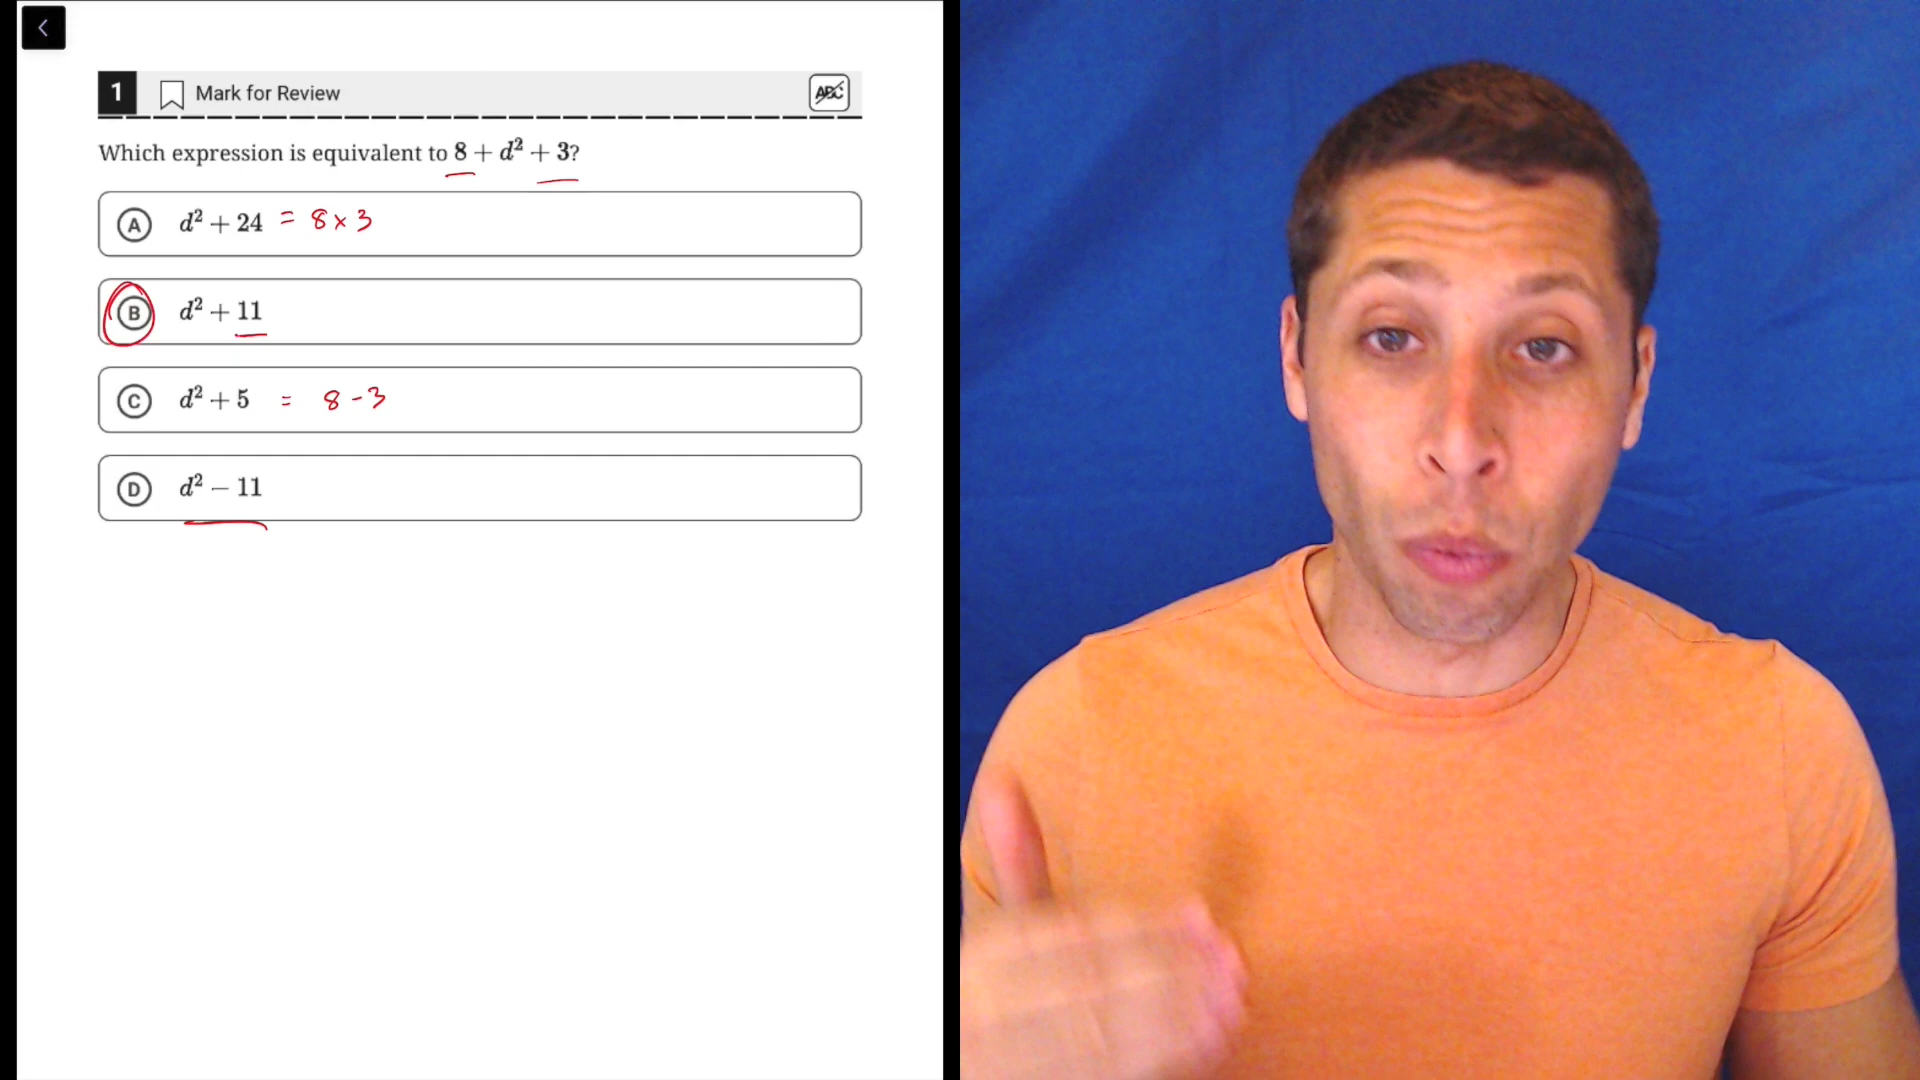 1 Mark for Review ABC
Which expression is equivalent to 8 + d² + 3?
A d² + 24 = 8 × 3
B d² + 11
C d² + 5 = 8 - 3
D d² − 11